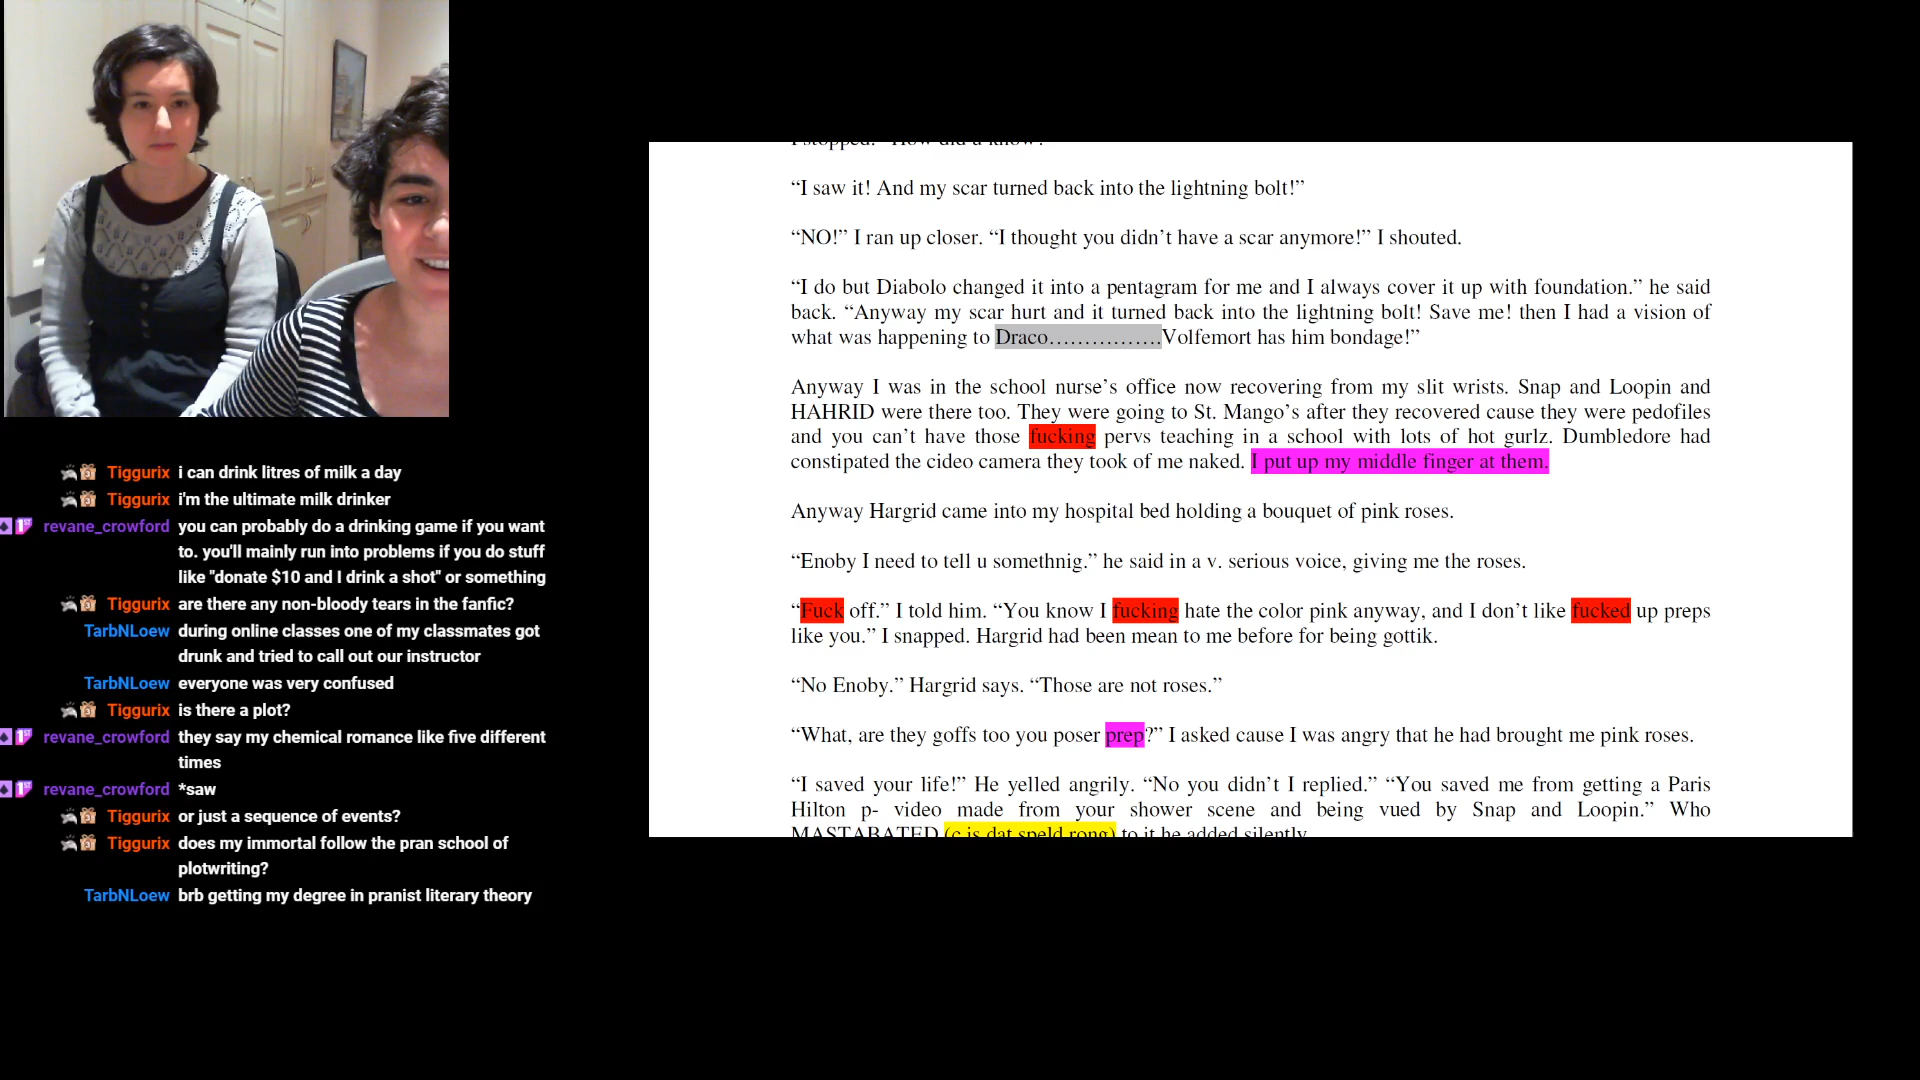 Tiggurix i can drink litres of milk a day
Tiggurix i'm the ultimate milk drinker
revane_crowford you can probably do a drinking game if you want
to. you'll mainly run into problems if you do stuff
like "donate $10 and I drink a shot" or something
Tiggurix are there any non-bloody tears in the fanfic?
TarbNLoew during online classes one of my classmates got
drunk and tried to call out our instructor
TarbNLoew everyone was very confused
Tiggurix is there a plot?
revane_crowford they say my chemical romance like five different
times
revane_crowford *saw
Tiggurix or just a sequence of events?
Tiggurix does my immortal follow the pran school of
plotwriting?
TarbNLoew brb getting my degree in pranist literary theory
I stopped. “How did u know?”
“I saw it! And my scar turned back into the lightning bolt!”
“NO!” I ran up closer. “I thought you didn’t have a scar anymore!” I shouted.
“I do but Diabolo changed it into a pentagram for me and I always cover it up with foundation.” he said
back. “Anyway my scar hurt and it turned back into the lightning bolt! Save me! then I had a vision of
what was happening to Draco…………….Volfemort has him bondage!”
Anyway I was in the school nurse’s office now recovering from my slit wrists. Snap and Loopin and
HAHRID were there too. They were going to St. Mango’s after they recovered cause they were pedofiles
and you can’t have those fucking pervs teaching in a school with lots of hot gurlz. Dumbledore had
constipated the cideo camera they took of me naked. I put up my middle finger at them.
Anyway Hargrid came into my hospital bed holding a bouquet of pink roses.
“Enoby I need to tell u somethnig.” he said in a v. serious voice, giving me the roses.
“Fuck off.” I told him. “You know I fucking hate the color pink anyway, and I don’t like fucked up preps
like you.” I snapped. Hargrid had been mean to me before for being gottik.
“No Enoby.” Hargrid says. “Those are not roses.”
“What, are they goffs too you poser prep?” I asked cause I was angry that he had brought me pink roses.
“I saved your life!” He yelled angrily. “No you didn’t I replied.” “You saved me from getting a Paris
Hilton p- video made from your shower scene and being vued by Snap and Loopin.” Who
MASTABATED (c is dat speld rong) to it he added silently.